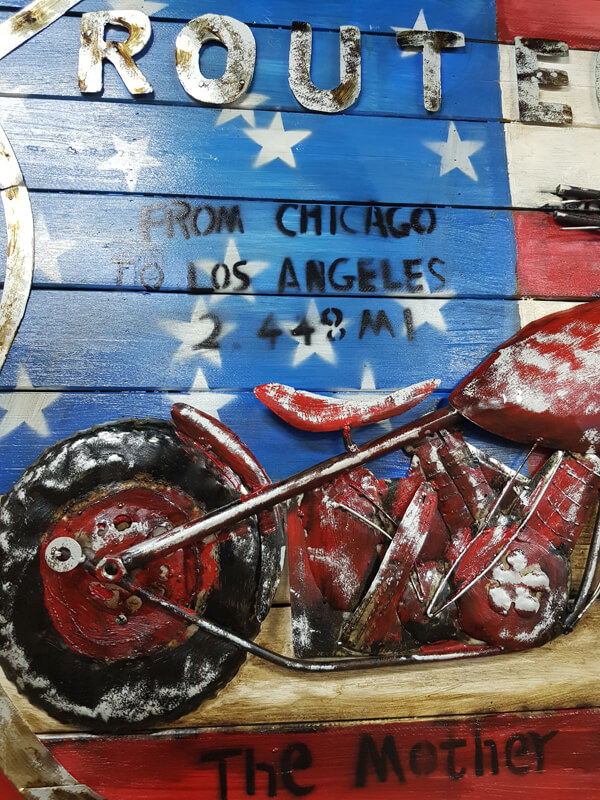 ROUTE
FROM CHICAGO
TO LOS ANGELES
2.448 MI
The Mother